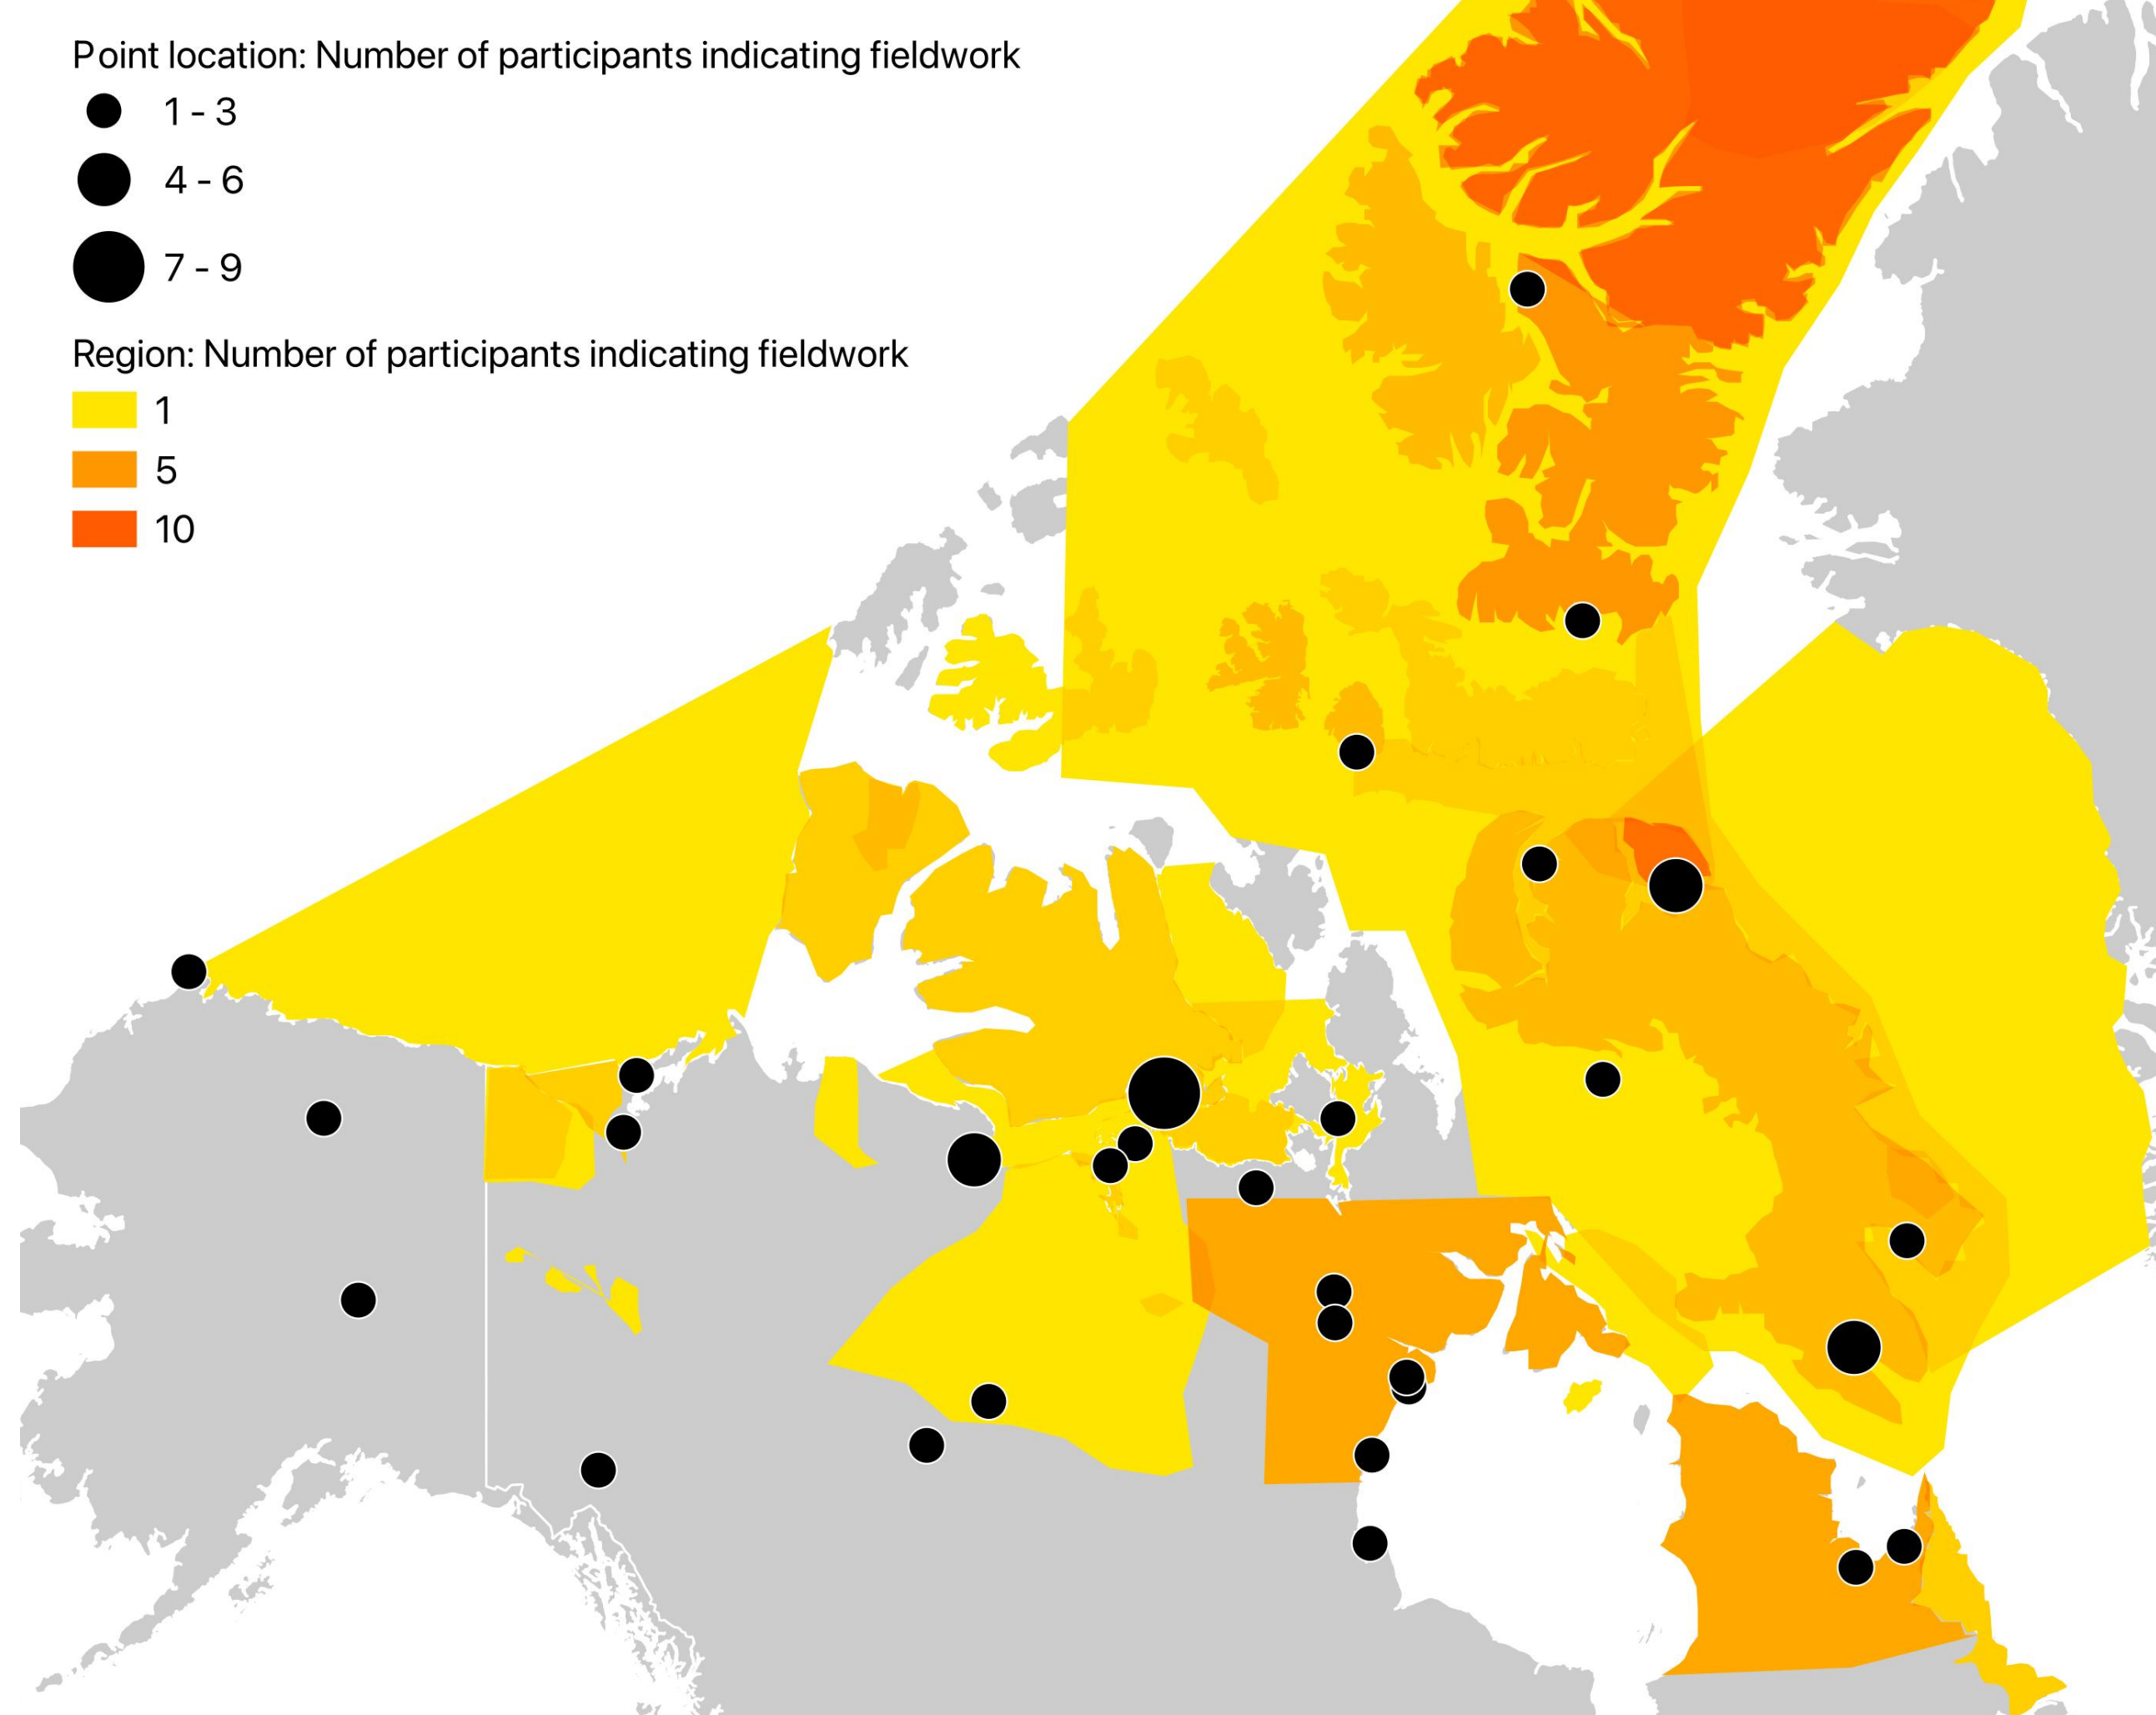 Point location: Number of participants indicating fieldwork
1 - 3
4 - 6
7 - 9
Region: Number of participants indicating fieldwork
1
5
10